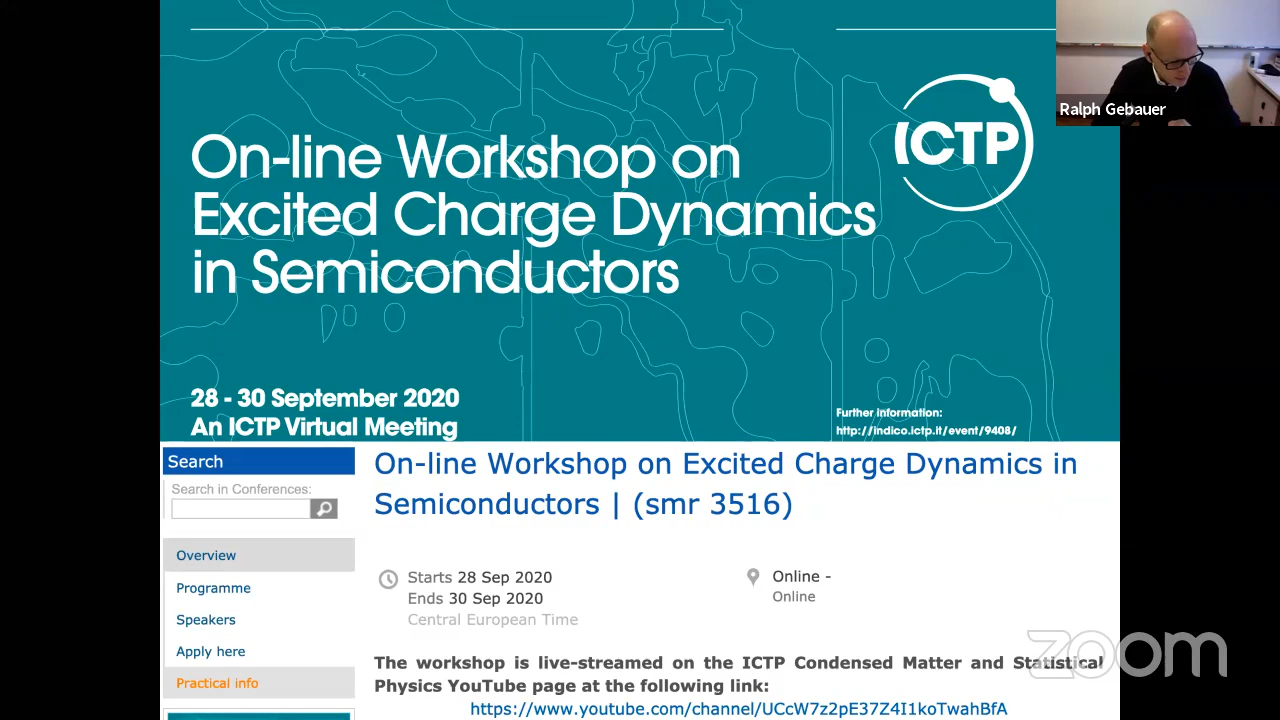 Ralph Gebauer
ICTP
On-line Workshop on
Excited Charge Dynamics
in Semiconductors
28 - 30 September 2020
An ICTP Virtual Meeting
Further information:
http://indico.ictp.it/event/9408/
Search
Search in Conferences:
Overview
Programme
Speakers
Apply here
Practical info
On-line Workshop on Excited Charge Dynamics in
Semiconductors | (smr 3516)
Starts 28 Sep 2020
Ends 30 Sep 2020
Central European Time
Online -
Online
The workshop is live-streamed on the ICTP Condensed Matter and Statistical
Physics YouTube page at the following link:
https://www.youtube.com/channel/UCcW7z2pE37Z4I1koTwahBfA
zoom